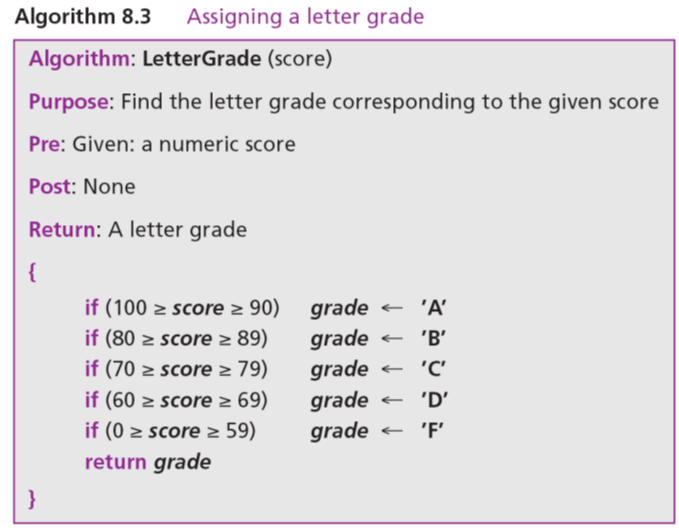 Algorithm 8.3 Assigning a letter grade
Algorithm: LetterGrade (score)
Purpose: Find the letter grade corresponding to the given score
Pre: Given: a numeric score
Post: None
Return: A letter grade
{
if (100 ≥ score ≥ 90) grade ← ’A’
if (80 ≥ score ≥ 89) grade ← ’B’
if (70 ≥ score ≥ 79) grade ← ’C’
if (60 ≥ score ≥ 69) grade ← ’D’
if (0 ≥ score ≥ 59) grade ← ’F’
return grade
}